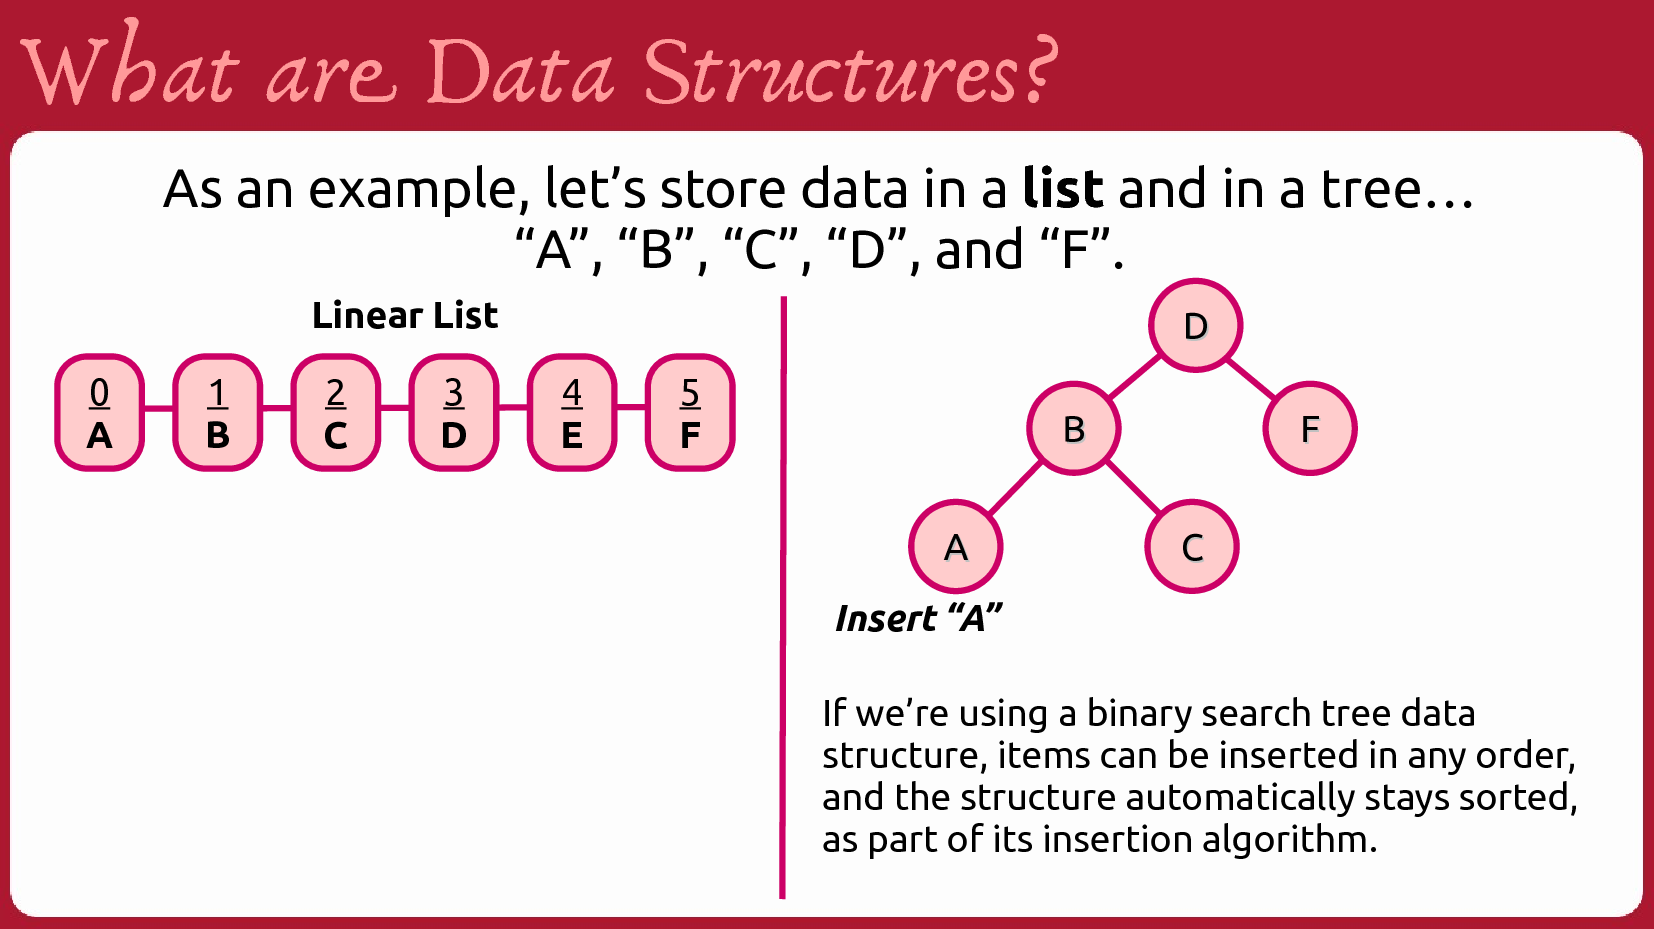 What are Data Structures?
As an example, let’s store data in a list and in a tree…
“A”, “B”, “C”, “D”, and “F”.
Linear List
0 1 2 3 4 5
A B C D E F
D
B F
A C
Insert “A”
If we’re using a binary search tree data
structure, items can be inserted in any order,
and the structure automatically stays sorted,
as part of its insertion algorithm.